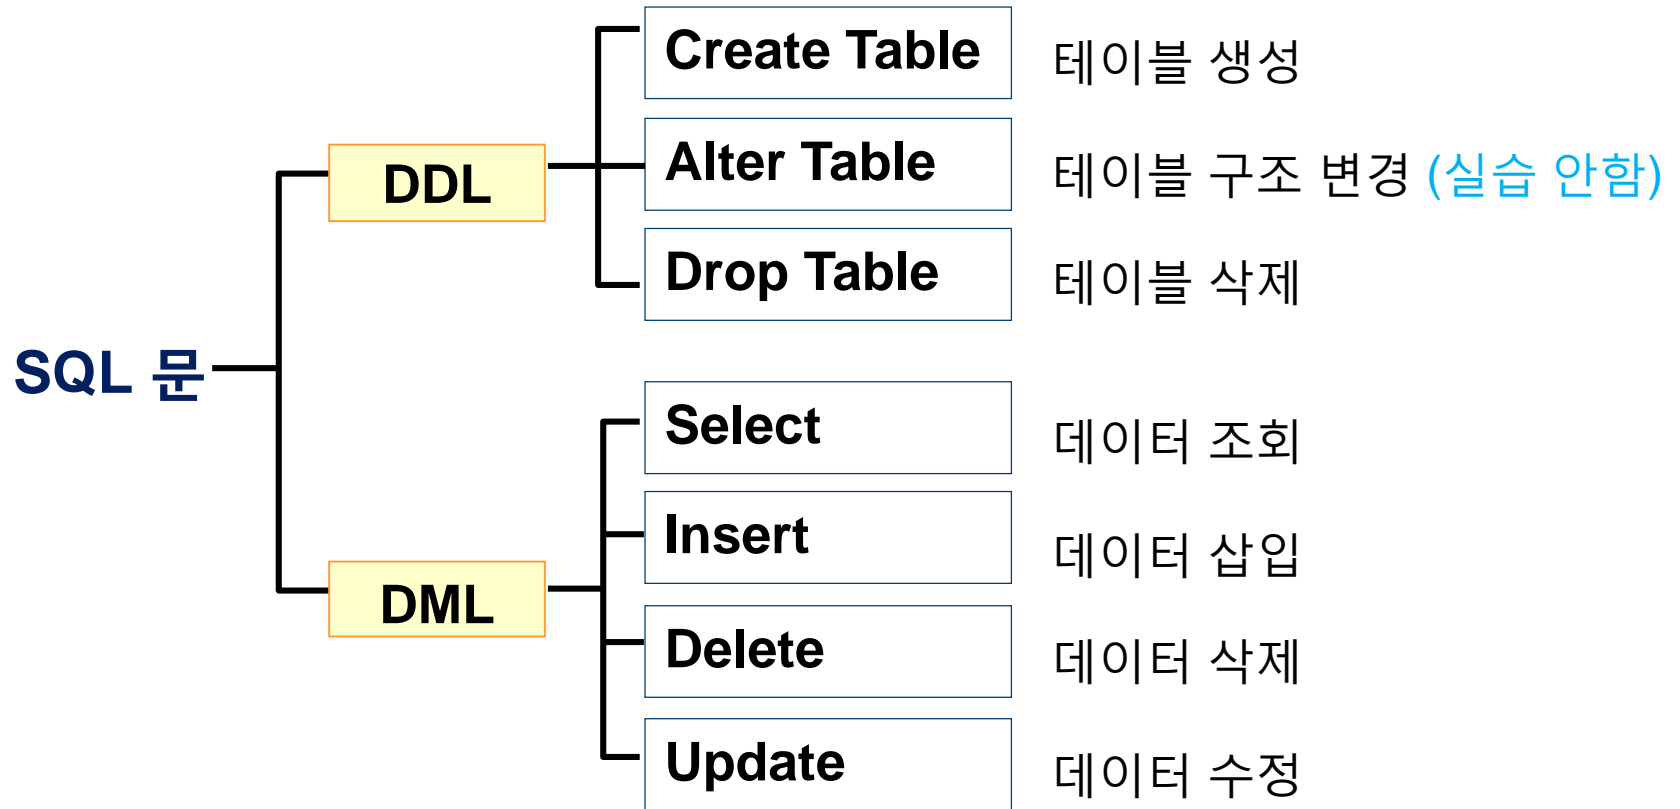 SQL 문
DDL
Create Table 테이블 생성
Alter Table 테이블 구조 변경 (실습 안함)
Drop Table 테이블 삭제
DML
Select 데이터 조회
Insert 데이터 삽입
Delete 데이터 삭제
Update 데이터 수정